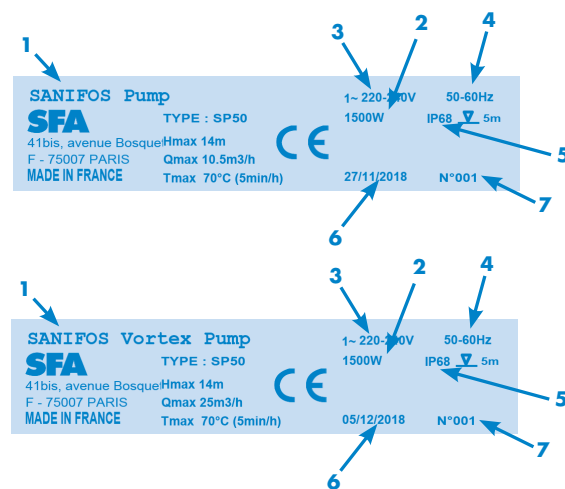 1
3
2
4
SANIFOS Pump
1~ 220-240V
50-60Hz
SFA
TYPE : SP50
1500W
IP68
5m
41bis, avenue Bosquet
Hmax 14m
F - 75007 PARIS
Qmax 10.5m3/h
MADE IN FRANCE
Tmax 70°C (5min/h)
CE
27/11/2018
N°001
5
6
7
1
3
2
4
SANIFOS Vortex Pump
1~ 220-240V
50-60Hz
SFA
TYPE : SP50
1500W
IP68
5m
41bis, avenue Bosquet
Hmax 14m
F - 75007 PARIS
Qmax 25m3/h
MADE IN FRANCE
Tmax 70°C (5min/h)
CE
05/12/2018
N°001
5
6
7